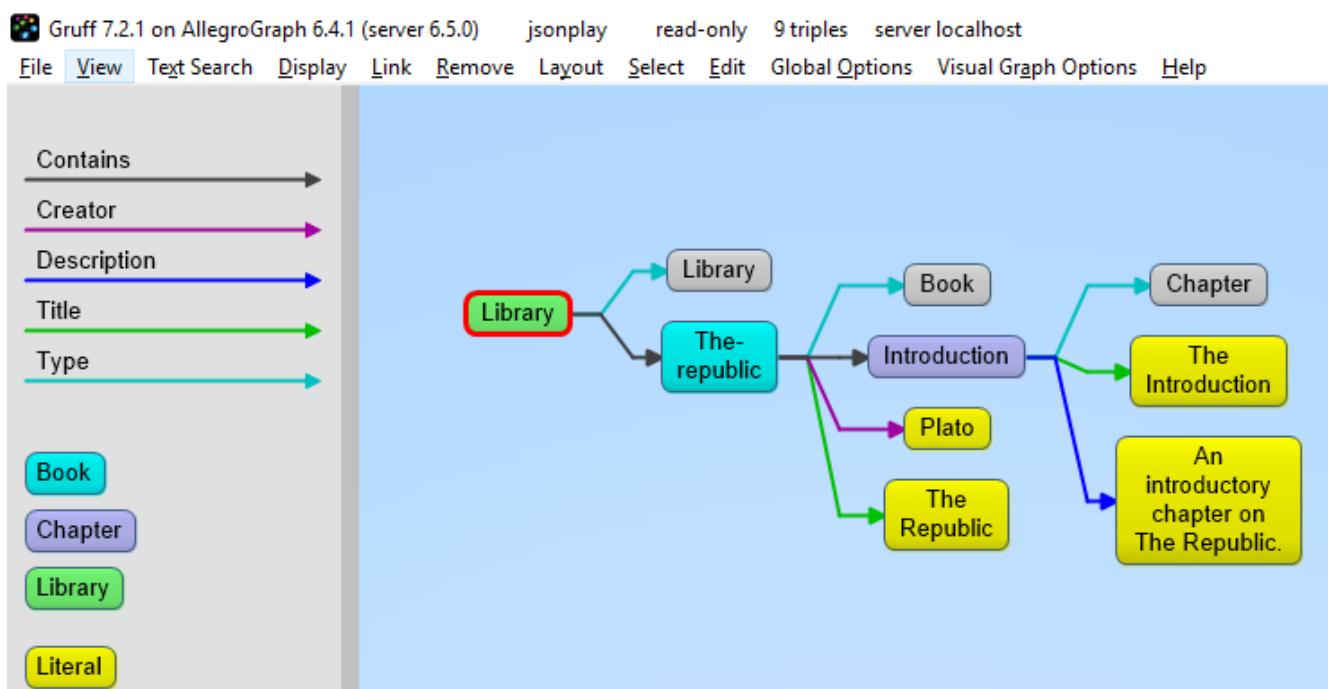 Gruff 7.2.1 on AllegroGraph 6.4.1 (server 6.5.0) jsonplay read-only 9 triples server localhost
File View Text Search Display Link Remove Layout Select Edit Global Options Visual Graph Options Help
Contains
Creator
Description
Title
Type
Book
Chapter
Library
Literal
Library
Library
The-
republic
Book
Introduction
Plato
The
Republic
Chapter
The
Introduction
An
introductory
chapter on
The Republic.